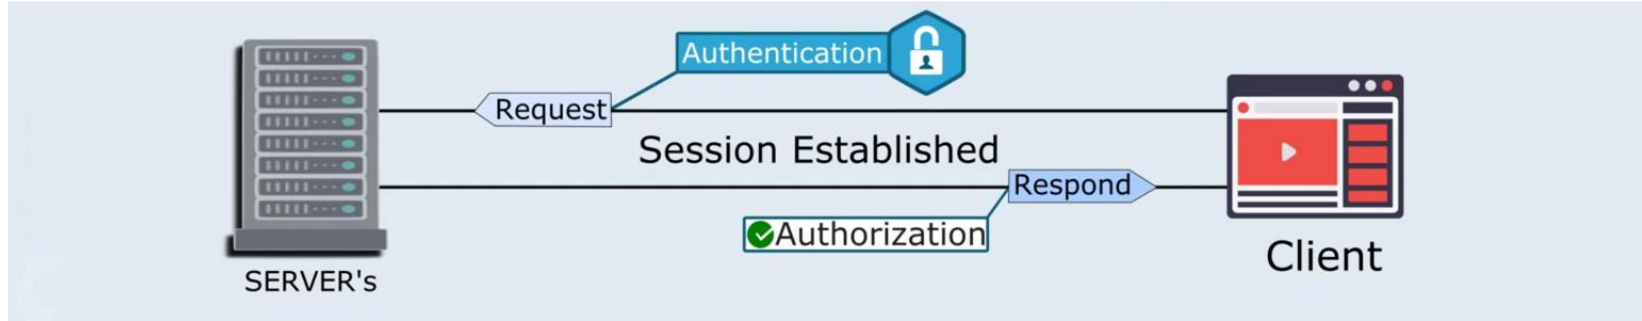 Authentication
Request
Session Established
Respond
Authorization
Client
SERVER's